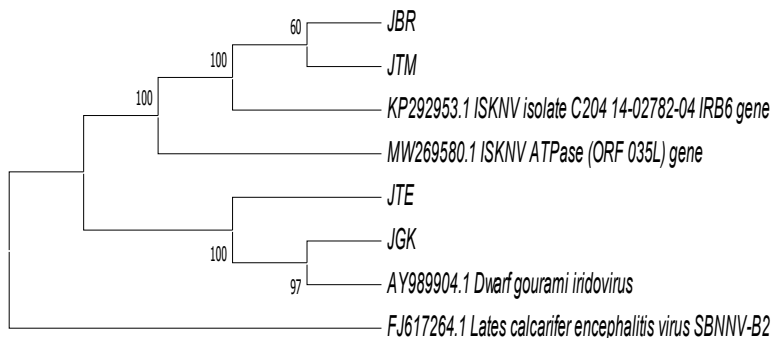 60
JBR
100
JTM
100
KP292953.1 ISKNV isolate C204 14-02782-04 IRB6 gene
MW269580.1 ISKNV ATPase (ORF 035L) gene
JTE
100
JGK
97
AY989904.1 Dwarf gourami iridovirus
FJ617264.1 Lates calcarifer encephalitis virus SBNNV-B2